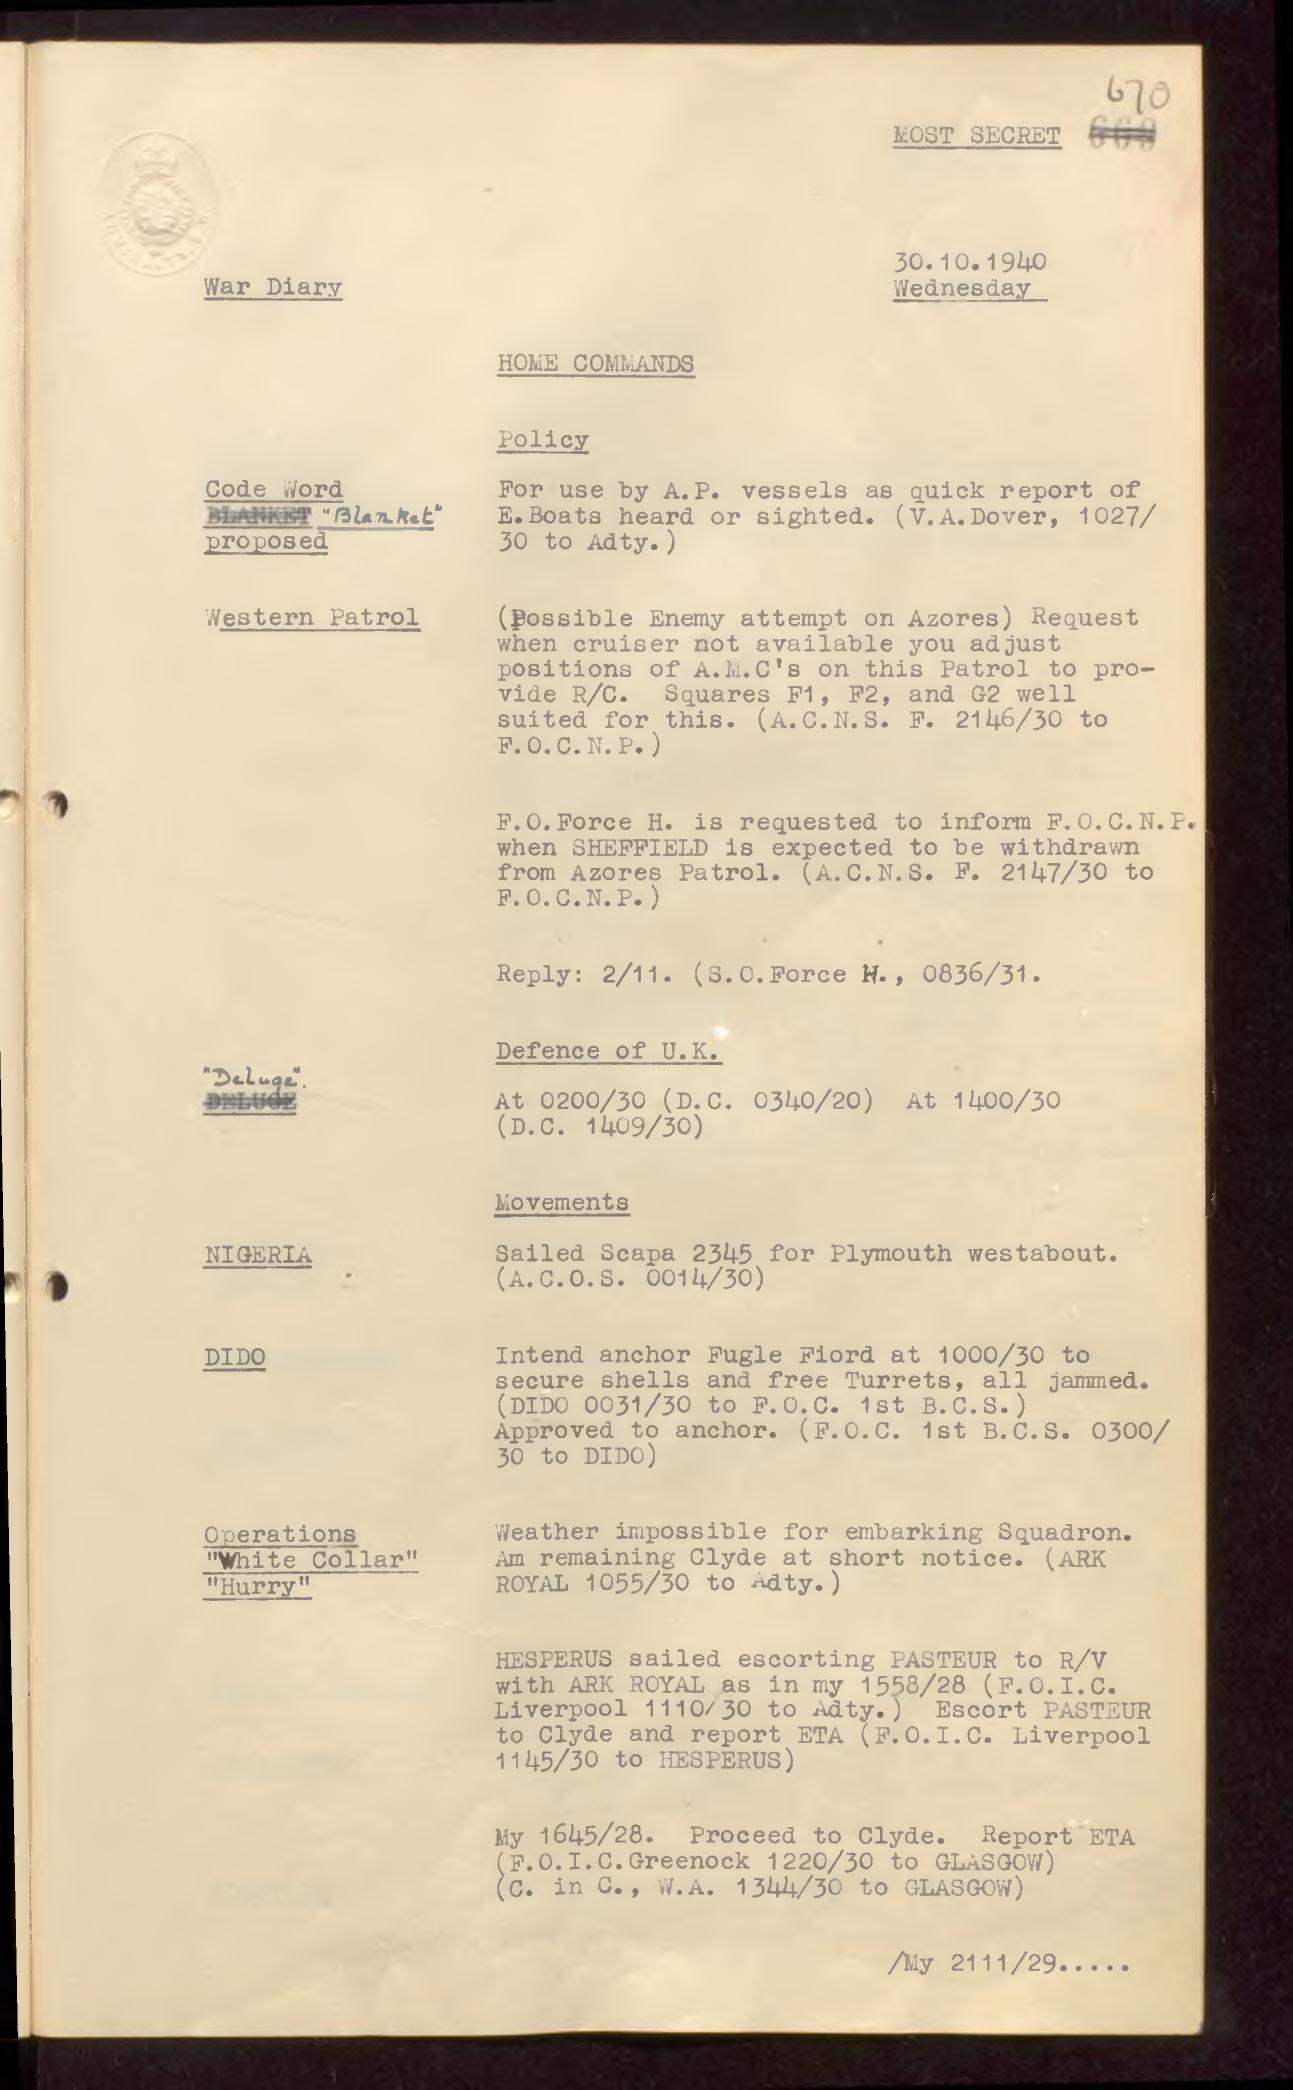 670
MOST SECRET 669
30.10.1940
War Diary Wednesday
HOME COMMANDS
Policy
Code Word For use by A.P. vessels as quick report of
BLANKET "Blanket" E.Boats heard or sighted. (V.A.Dover, 1027/
proposed 30 to Adty.)
Western Patrol (Possible Enemy attempt on Azores) Request
when cruiser not available you adjust
positions of A.M.C's on this Patrol to pro-
vide R/C. Squares F1, F2, and G2 well
suited for this. (A.C.N.S. F. 2146/30 to
F.O.C.N.P.)
F.O.Force H. is requested to inform F.O.C.N.P.
when SHEFFIELD is expected to be withdrawn
from Azores Patrol. (A.C.N.S. F. 2147/30 to
F.O.C.N.P.)
Reply: 2/11. (S.O.Force H., 0836/31.
Defence of U.K.
"Deluge".
DELUGE At 0200/30 (D.C. 0340/20) At 1400/30
(D.C. 1409/30)
Movements
NIGERIA Sailed Scapa 2345 for Plymouth westabout.
(A.C.O.S. 0014/30)
DIDO Intend anchor Fugle Fiord at 1000/30 to
secure shells and free Turrets, all jammed.
(DIDO 0031/30 to F.O.C. 1st B.C.S.)
Approved to anchor. (F.O.C. 1st B.C.S. 0300/
30 to DIDO)
Operations Weather impossible for embarking Squadron.
"White Collar" Am remaining Clyde at short notice. (ARK
"Hurry" ROYAL 1055/30 to Adty.)
HESPERUS sailed escorting PASTEUR to R/V
with ARK ROYAL as in my 1558/28 (F.O.I.C.
Liverpool 1110/30 to Adty.) Escort PASTEUR
to Clyde and report ETA (F.O.I.C. Liverpool
1145/30 to HESPERUS)
My 1645/28. Proceed to Clyde. Report ETA
(F.O.I.C.Greenock 1220/30 to GLASGOW)
(C. in C., W.A. 1344/30 to GLASGOW)
/My 2111/29.....